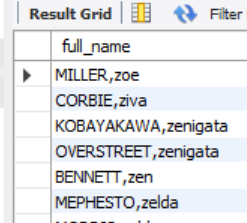 Result Grid Filter
full_name
MILLER,zoe
CORBIE,ziva
KOBAYAKAWA,zenigata
OVERSTREET,zenigata
BENNETT,zen
MEPHESTO,zelda